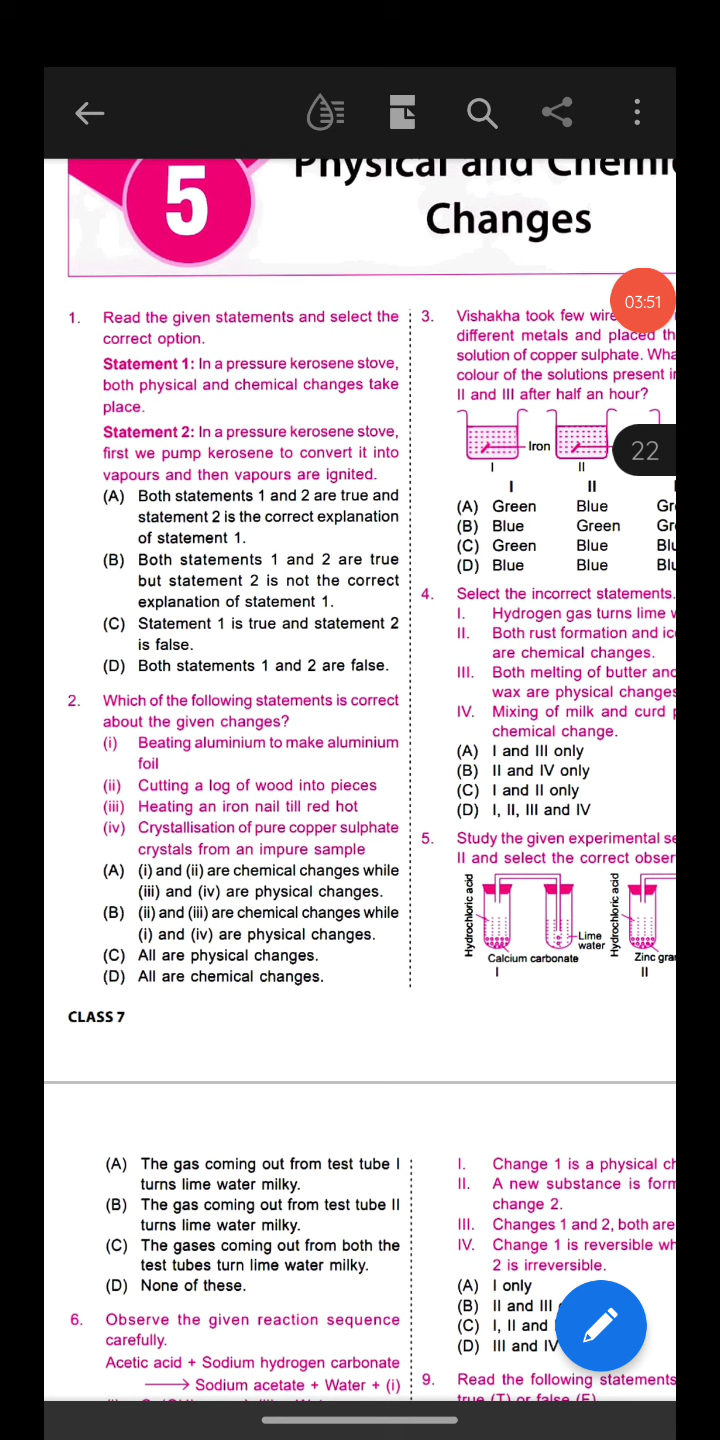 5
Physical and Chemi
Changes
03:51
22
1. Read the given statements and select the
correct option.
Statement 1: In a pressure kerosene stove,
both physical and chemical changes take
place.
Statement 2: In a pressure kerosene stove,
first we pump kerosene to convert it into
vapours and then vapours are ignited.
(A) Both statements 1 and 2 are true and
statement 2 is the correct explanation
of statement 1.
(B) Both statements 1 and 2 are true
but statement 2 is not the correct
explanation of statement 1.
(C) Statement 1 is true and statement 2
is false.
(D) Both statements 1 and 2 are false.
2. Which of the following statements is correct
about the given changes?
(i) Beating aluminium to make aluminium
foil
(ii) Cutting a log of wood into pieces
(iii) Heating an iron nail till red hot
(iv) Crystallisation of pure copper sulphate
crystals from an impure sample
(A) (i) and (ii) are chemical changes while
(iii) and (iv) are physical changes.
(B) (ii) and (iii) are chemical changes while
(i) and (iv) are physical changes.
(C) All are physical changes.
(D) All are chemical changes.
CLASS 7
3. Vishakha took few wire
different metals and placed th
solution of copper sulphate. Wha
colour of the solutions present i
II and III after half an hour?
Iron
I II
I II
(A) Green Blue Gr
(B) Blue Green Gr
(C) Green Blue Blu
(D) Blue Blue Blu
4. Select the incorrect statements.
I. Hydrogen gas turns lime
II. Both rust formation and ic
are chemical changes.
III. Both melting of butter and
wax are physical changes
IV. Mixing of milk and curd
chemical change.
(A) I and III only
(B) II and IV only
(C) I and II only
(D) I, II, III and IV
5. Study the given experimental se
II and select the correct obser
Hydrochloric acid
Lime
water
Calcium carbonate
I
Hydrochloric acid
Zinc gra
II
(A) The gas coming out from test tube I
turns lime water milky.
(B) The gas coming out from test tube II
turns lime water milky.
(C) The gases coming out from both the
test tubes turn lime water milky.
(D) None of these.
6. Observe the given reaction sequence
carefully.
Acetic acid + Sodium hydrogen carbonate
⟶ Sodium acetate + Water + (i)
I. Change 1 is a physical ch
II. A new substance is form
change 2.
III. Changes 1 and 2, both are
IV. Change 1 is reversible wh
2 is irreversible.
(A) I only
(B) II and III
(C) I, II and
(D) III and IV
9. Read the following statements
true (T) or false (F)